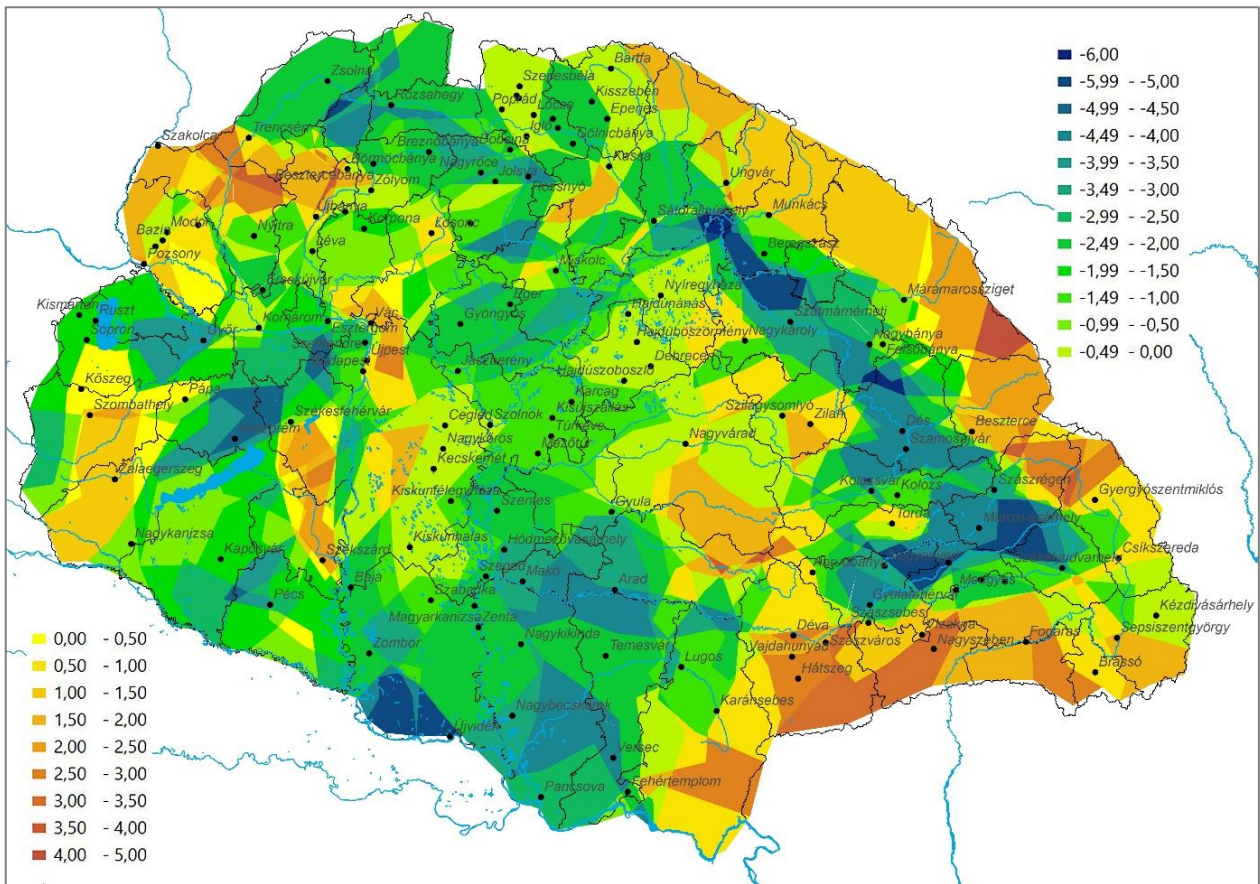 Bártfa
Szepesbéla
Zsolna
Kisszeben
Poprád
Rózsahegy
Lőcse
Eperjes
Igló
Trencsén
Szakolca
Gölnicbánya
Dobsina
Breznóbánya
Körmöcbánya
Kassa
Nagyrőce
Jolsva
Besztercebánya
Rozsnyó
Zólyom
Ungvár
Munkács
Újbánya
Korpona
Losonc
Sátoraljaújhely
Modor
Nyitra
Bazin
Léva
Beregszász
Pozsony
Miskolc
Érsekújvár
Nyíregyháza
Máramarossziget
Kismarton
Ruszt
Eger
Hajdúnánás
Vác
Gyöngyös
Szatmárnémeti
Komárom
Esztergom
Sopron
Győr
Hajdúböszörmény
Nagykároly
Nagybánya
Szentendre
Felsőbánya
Újpest
Budapest
Debrecen
Jászberény
Hajdúszoboszló
Kőszeg
Pápa
Karcag
Szombathely
Székesfehérvár
Kisújszállás
Szilágysomlyó
Zilah
Cegléd
Szolnok
Dés
Beszterce
Túrkeve
Veszprém
Nagykőrös
Mezőtúr
Nagyvárad
Szamosújvár
Kecskemét
Zalaegerszeg
Kolozsvár
Kolozs
Szászrégen
Kiskunfélegyháza
Gyergyószentmiklós
Szentes
Gyula
Torda
Marosvásárhely
Nagykanizsa
Kiskunhalas
Hódmezővásárhely
Kaposvár
Székszárd
Csíkszereda
Székelyudvarhely
Abrudbánya
Szeged
Makó
Arad
Medgyes
Baja
Pécs
Szabadka
Gyulafehérvár
Kézdivásárhely
Magyarkanizsa
Zenta
Szászsebes
Déva
Vizakna
Sepsiszentgyörgy
Nagykikinda
Szászváros
Fogaras
Vajdahunyad
Nagyszeben
Zombor
Temesvár
Lugos
Hátszeg
Brassó
Karánsebes
Nagybecskerek
Újvidék
Versec
Fehértemplom
Pancsova
-6,00
-5,99 - -5,00
-4,99 - -4,50
-4,49 - -4,00
-3,99 - -3,50
-3,49 - -3,00
-2,99 - -2,50
-2,49 - -2,00
-1,99 - -1,50
-1,49 - -1,00
-0,99 - -0,50
-0,49 - 0,00
0,00 - 0,50
0,50 - 1,00
1,00 - 1,50
1,50 - 2,00
2,00 - 2,50
2,50 - 3,00
3,00 - 3,50
3,50 - 4,00
4,00 - 5,00